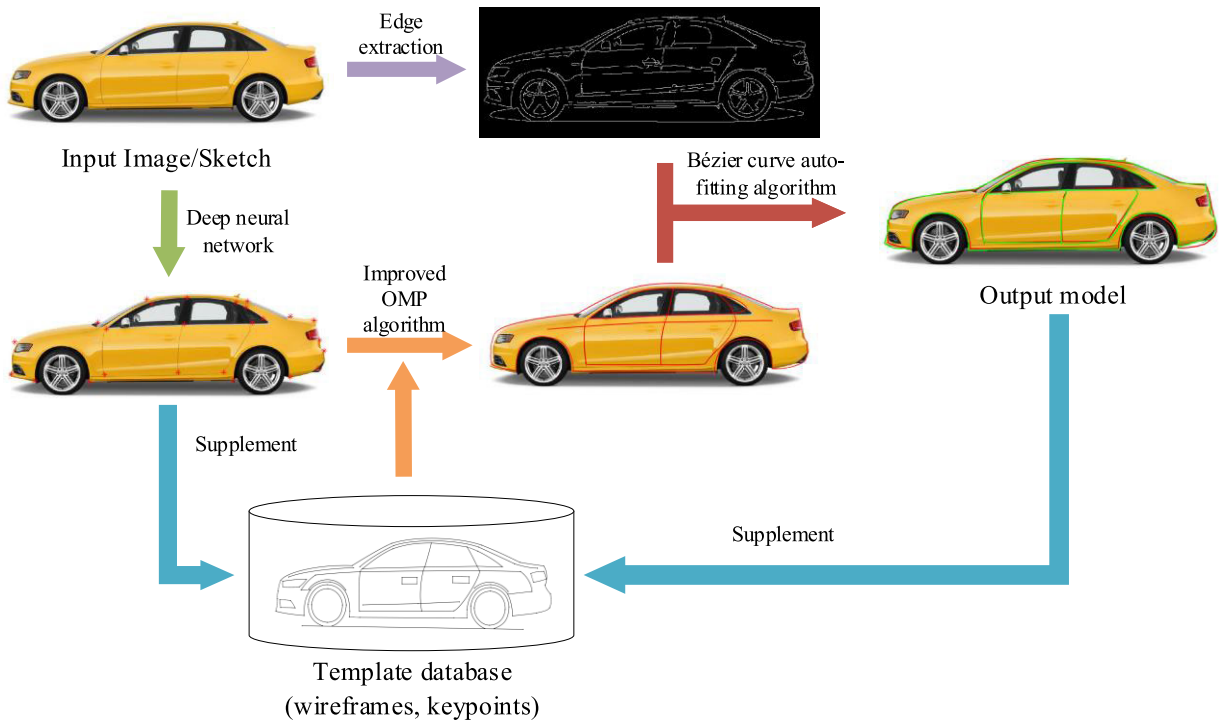 Edge
extraction
Input Image/Sketch
Bézier curve auto-
fitting algorithm
Deep neural
network
Improved
OMP
algorithm
Output model
Supplement
Supplement
Template database
(wireframes, keypoints)